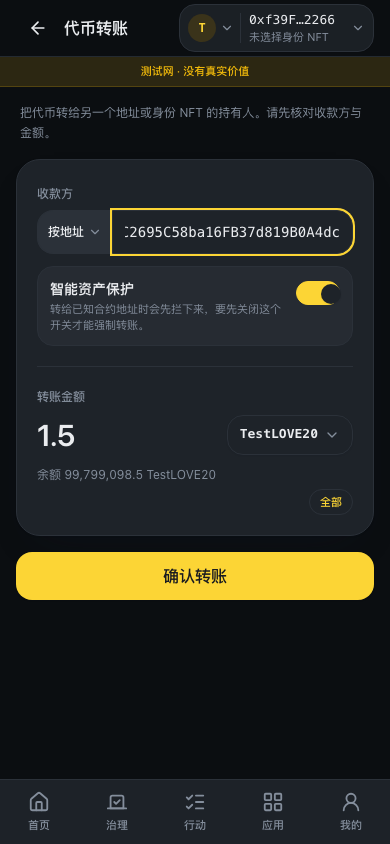 代币转账
T
0xf39F…2266
未选择身份 NFT
测试网 · 没有真实价值
把代币转给另一个地址或身份 NFT 的持有人。请先核对收款方与
金额。
收款方
按地址
2695C58ba16FB37d819B0A4dc
智能资产保护
转给已知合约地址时会先拦下来，要先关闭这个
开关才能强制转账。
转账金额
1.5
TestLOVE20
余额 99,799,098.5 TestLOVE20
全部
确认转账
首页
治理
行动
应用
我的